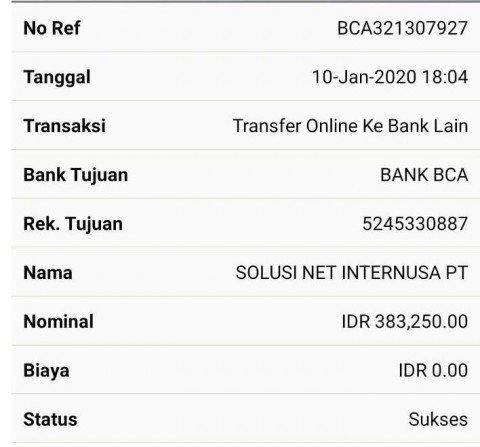 No Ref BCA321307927
Tanggal 10-Jan-2020 18:04
Transaksi Transfer Online Ke Bank Lain
Bank Tujuan BANK BCA
Rek. Tujuan 5245330887
Nama SOLUSI NET INTERNUSA PT
Nominal IDR 383,250.00
Biaya IDR 0.00
Status Sukses